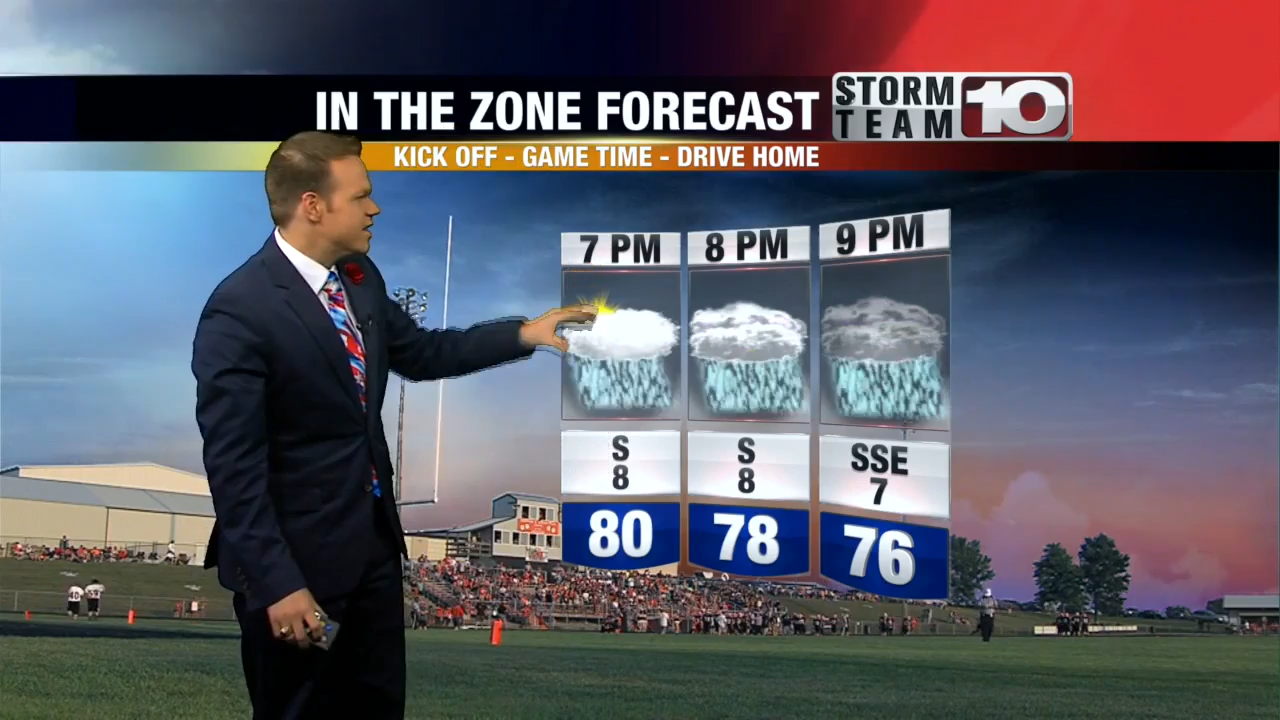 IN THE ZONE FORECAST
STORM TEAM 10
KICK OFF - GAME TIME - DRIVE HOME
7 PM 8 PM 9 PM
S S SSE
8 8 7
80 78 76
40